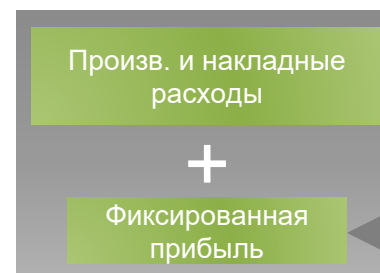 Произв. и накладные
расходы
+
Фиксированная
прибыль